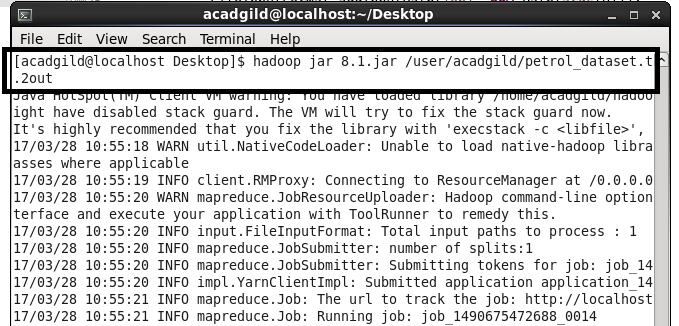 acadgild@localhost:~/Desktop
File Edit View Search Terminal Help
[acadgild@localhost Desktop]$ hadoop jar 8.1.jar /user/acadgild/petrol_dataset.t
.2out
Java HotSpot(TM) Client VM warning: You have loaded library /home/acadgild/hadoo
ight have disabled stack guard. The VM will try to fix the stack guard now.
It's highly recommended that you fix the library with 'execstack -c <libfile>',
17/03/28 10:55:18 WARN util.NativeCodeLoader: Unable to load native-hadoop libra
asses where applicable
17/03/28 10:55:19 INFO client.RMProxy: Connecting to ResourceManager at /0.0.0.0
17/03/28 10:55:20 WARN mapreduce.JobResourceUploader: Hadoop command-line option
terface and execute your application with ToolRunner to remedy this.
17/03/28 10:55:20 INFO input.FileInputFormat: Total input paths to process : 1
17/03/28 10:55:20 INFO mapreduce.JobSubmitter: number of splits:1
17/03/28 10:55:20 INFO mapreduce.JobSubmitter: Submitting tokens for job: job_14
17/03/28 10:55:20 INFO impl.YarnClientImpl: Submitted application application_14
17/03/28 10:55:21 INFO mapreduce.Job: The url to track the job: http://localhost
17/03/28 10:55:21 INFO mapreduce.Job: Running job: job_1490675472688_0014